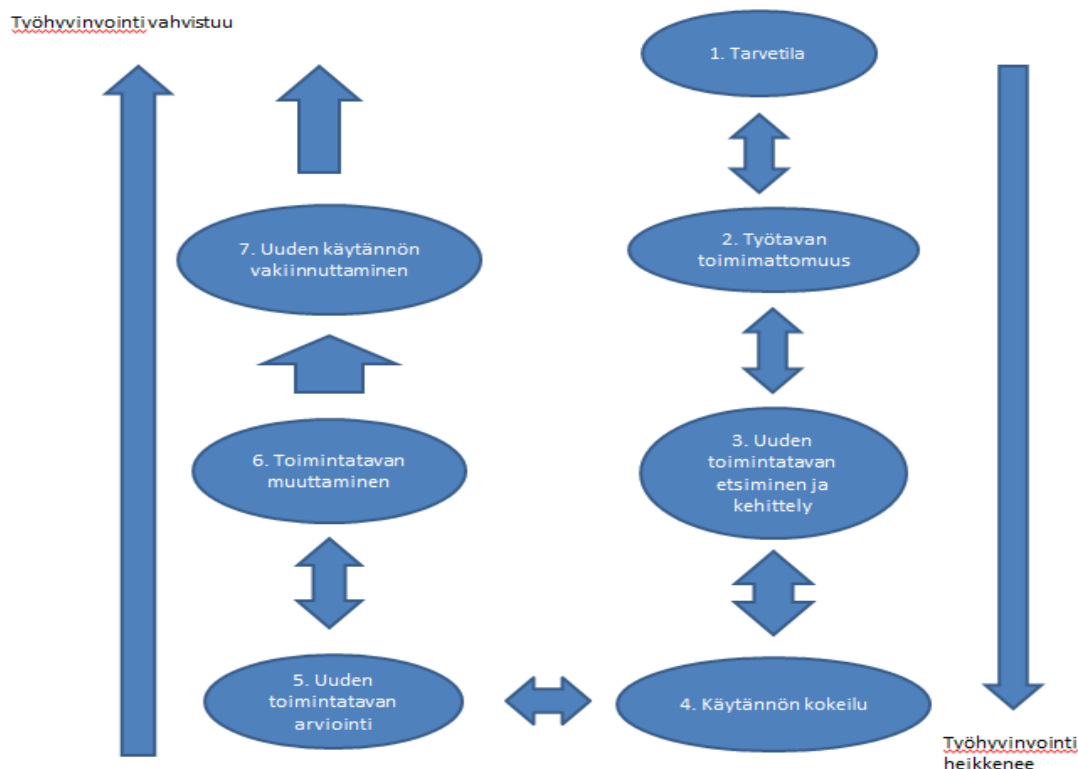 Työhyvinvointi vahvistuu
1. Tarvetila
2. Työtavan
toimimattomuus
3. Uuden
toimintatavan
etsiminen ja
kehittely
4. Käytännön kokeilu
5. Uuden
toimintatavan
arviointi
6. Toimintatavan
muuttaminen
7. Uuden käytännön
vakiinnuttaminen
Työhyvinvointi
heikkenee